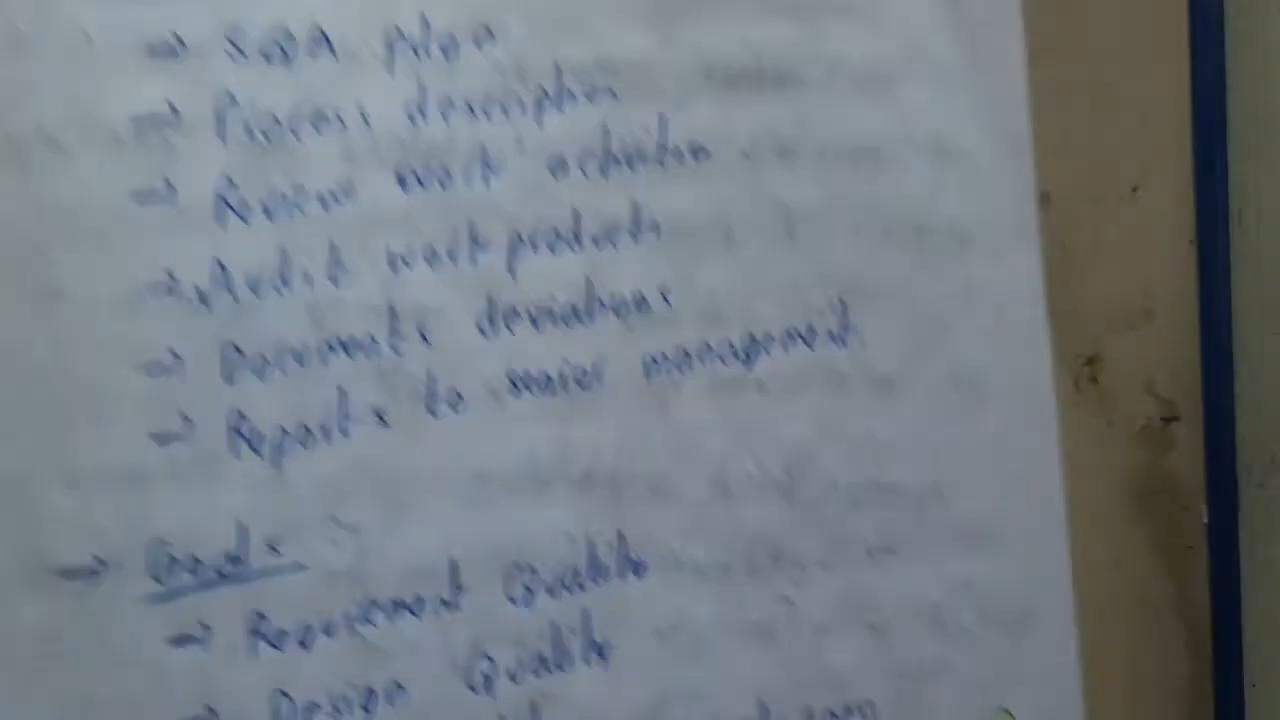 → SQA plan
→ Process description
→ Review work activities
→ Audit work products
→ Documents deviations
→ Reports to senior management
→ Goals
→ Requirement Quality
→ Design Quality